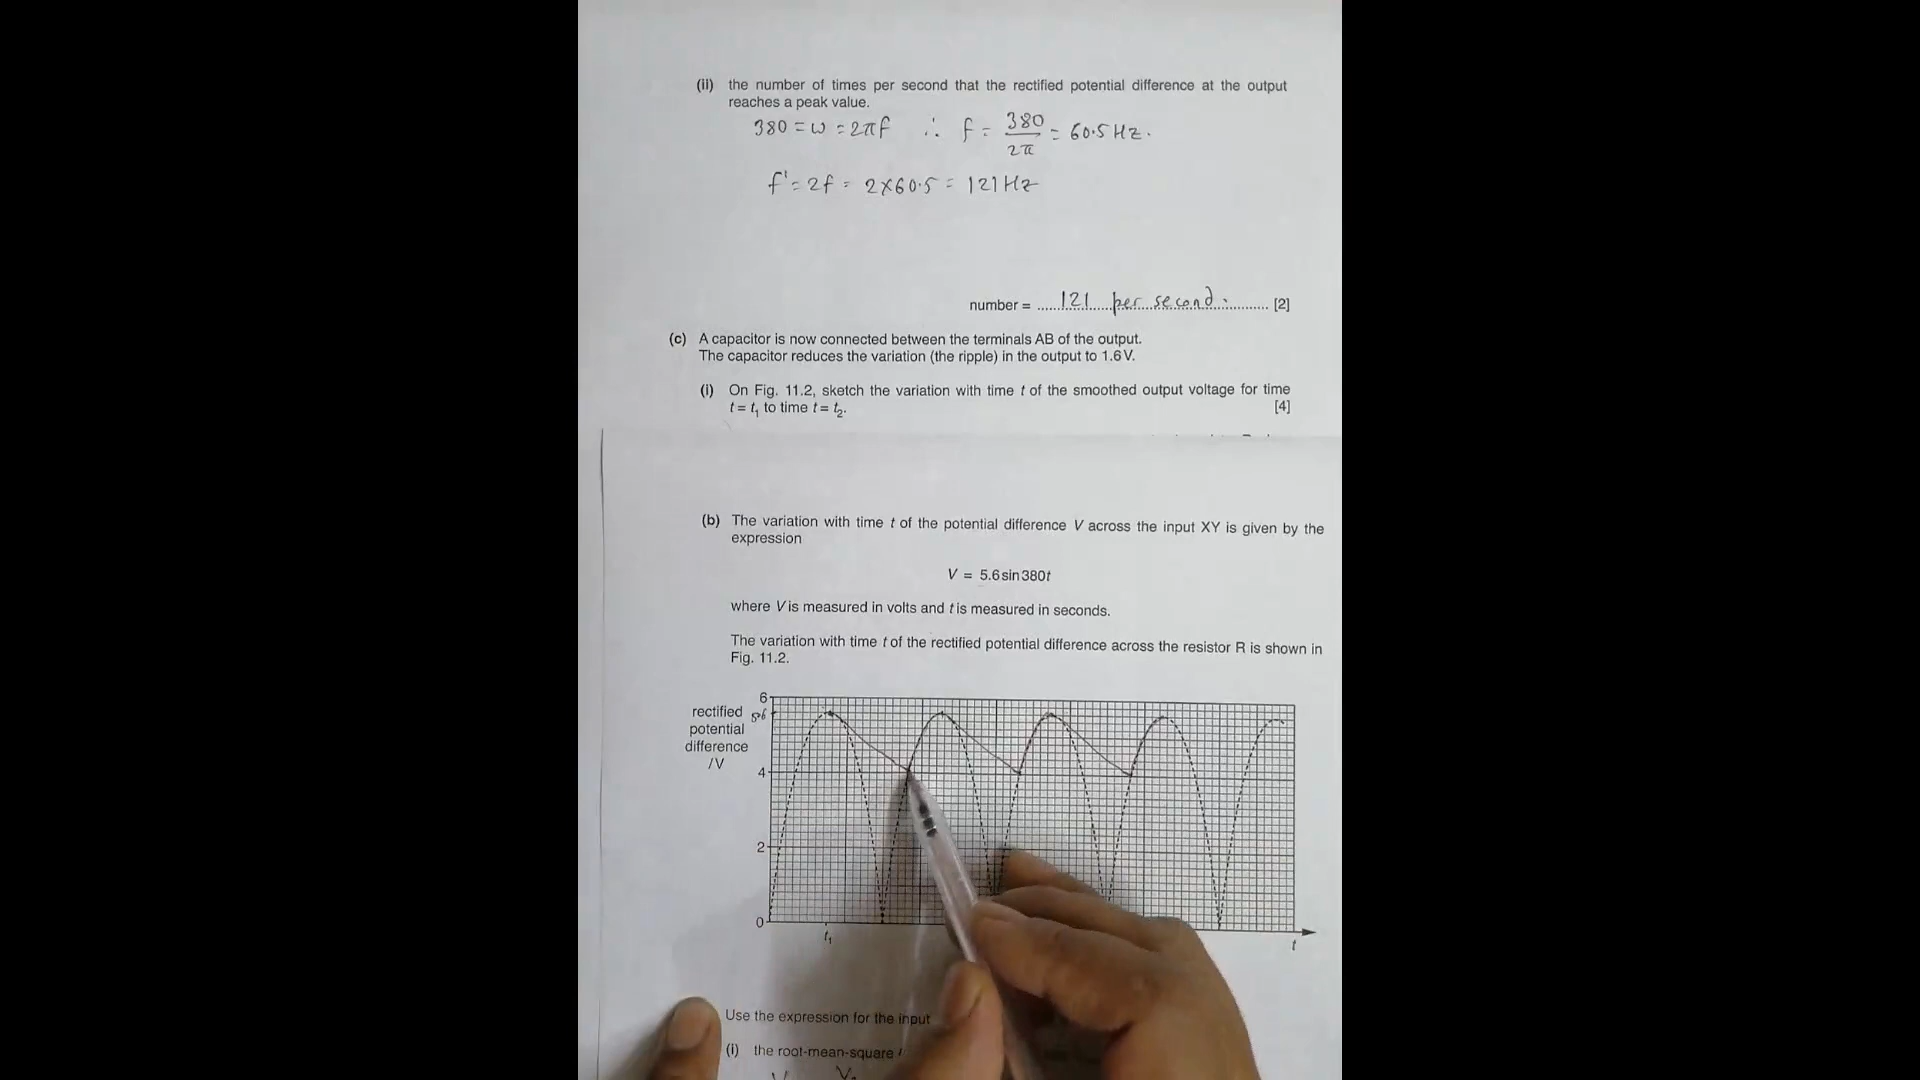 (ii) the number of times per second that the rectified potential difference at the output
reaches a peak value.
380 = ω = 2πf ∴ f = 380/2π = 60.5 Hz.
f' = 2f = 2×60.5 = 121 Hz
number = ....121....per second.......... [2]
(c) A capacitor is now connected between the terminals AB of the output.
The capacitor reduces the variation (the ripple) in the output to 1.6 V.
(i) On Fig. 11.2, sketch the variation with time t of the smoothed output voltage for time
t = t₁ to time t = t₂. [4]
(b) The variation with time t of the potential difference V across the input XY is given by the
expression
V = 5.6 sin 380t
where V is measured in volts and t is measured in seconds.
The variation with time t of the rectified potential difference across the resistor R is shown in
Fig. 11.2.
6
rectified 5.6
potential
difference
/V
4
2
0
t₁
t
Use the expression for the input
(i) the root-mean-square